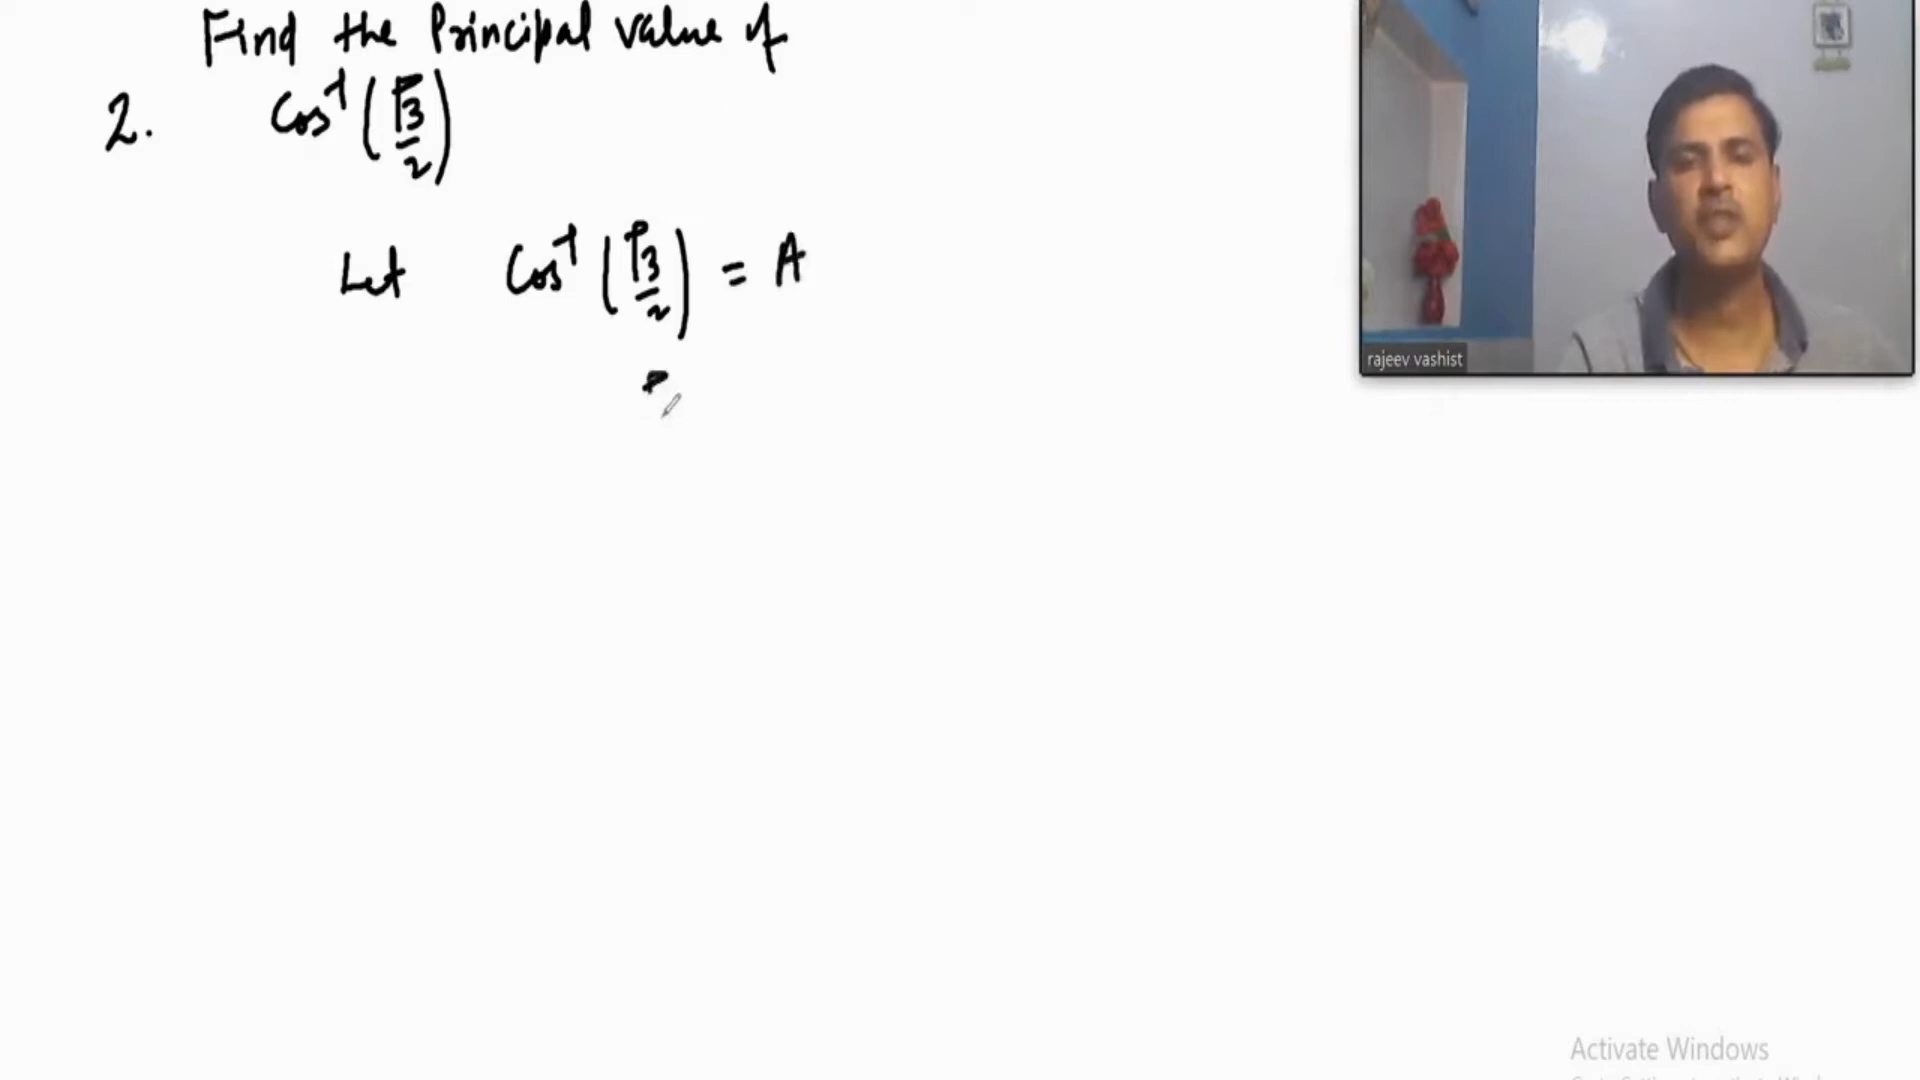 Find the Principal value of
2. Cos⁻¹(√3/2)
Let Cos⁻¹(√3/2) = A
rajeev vashist
Activate Windows